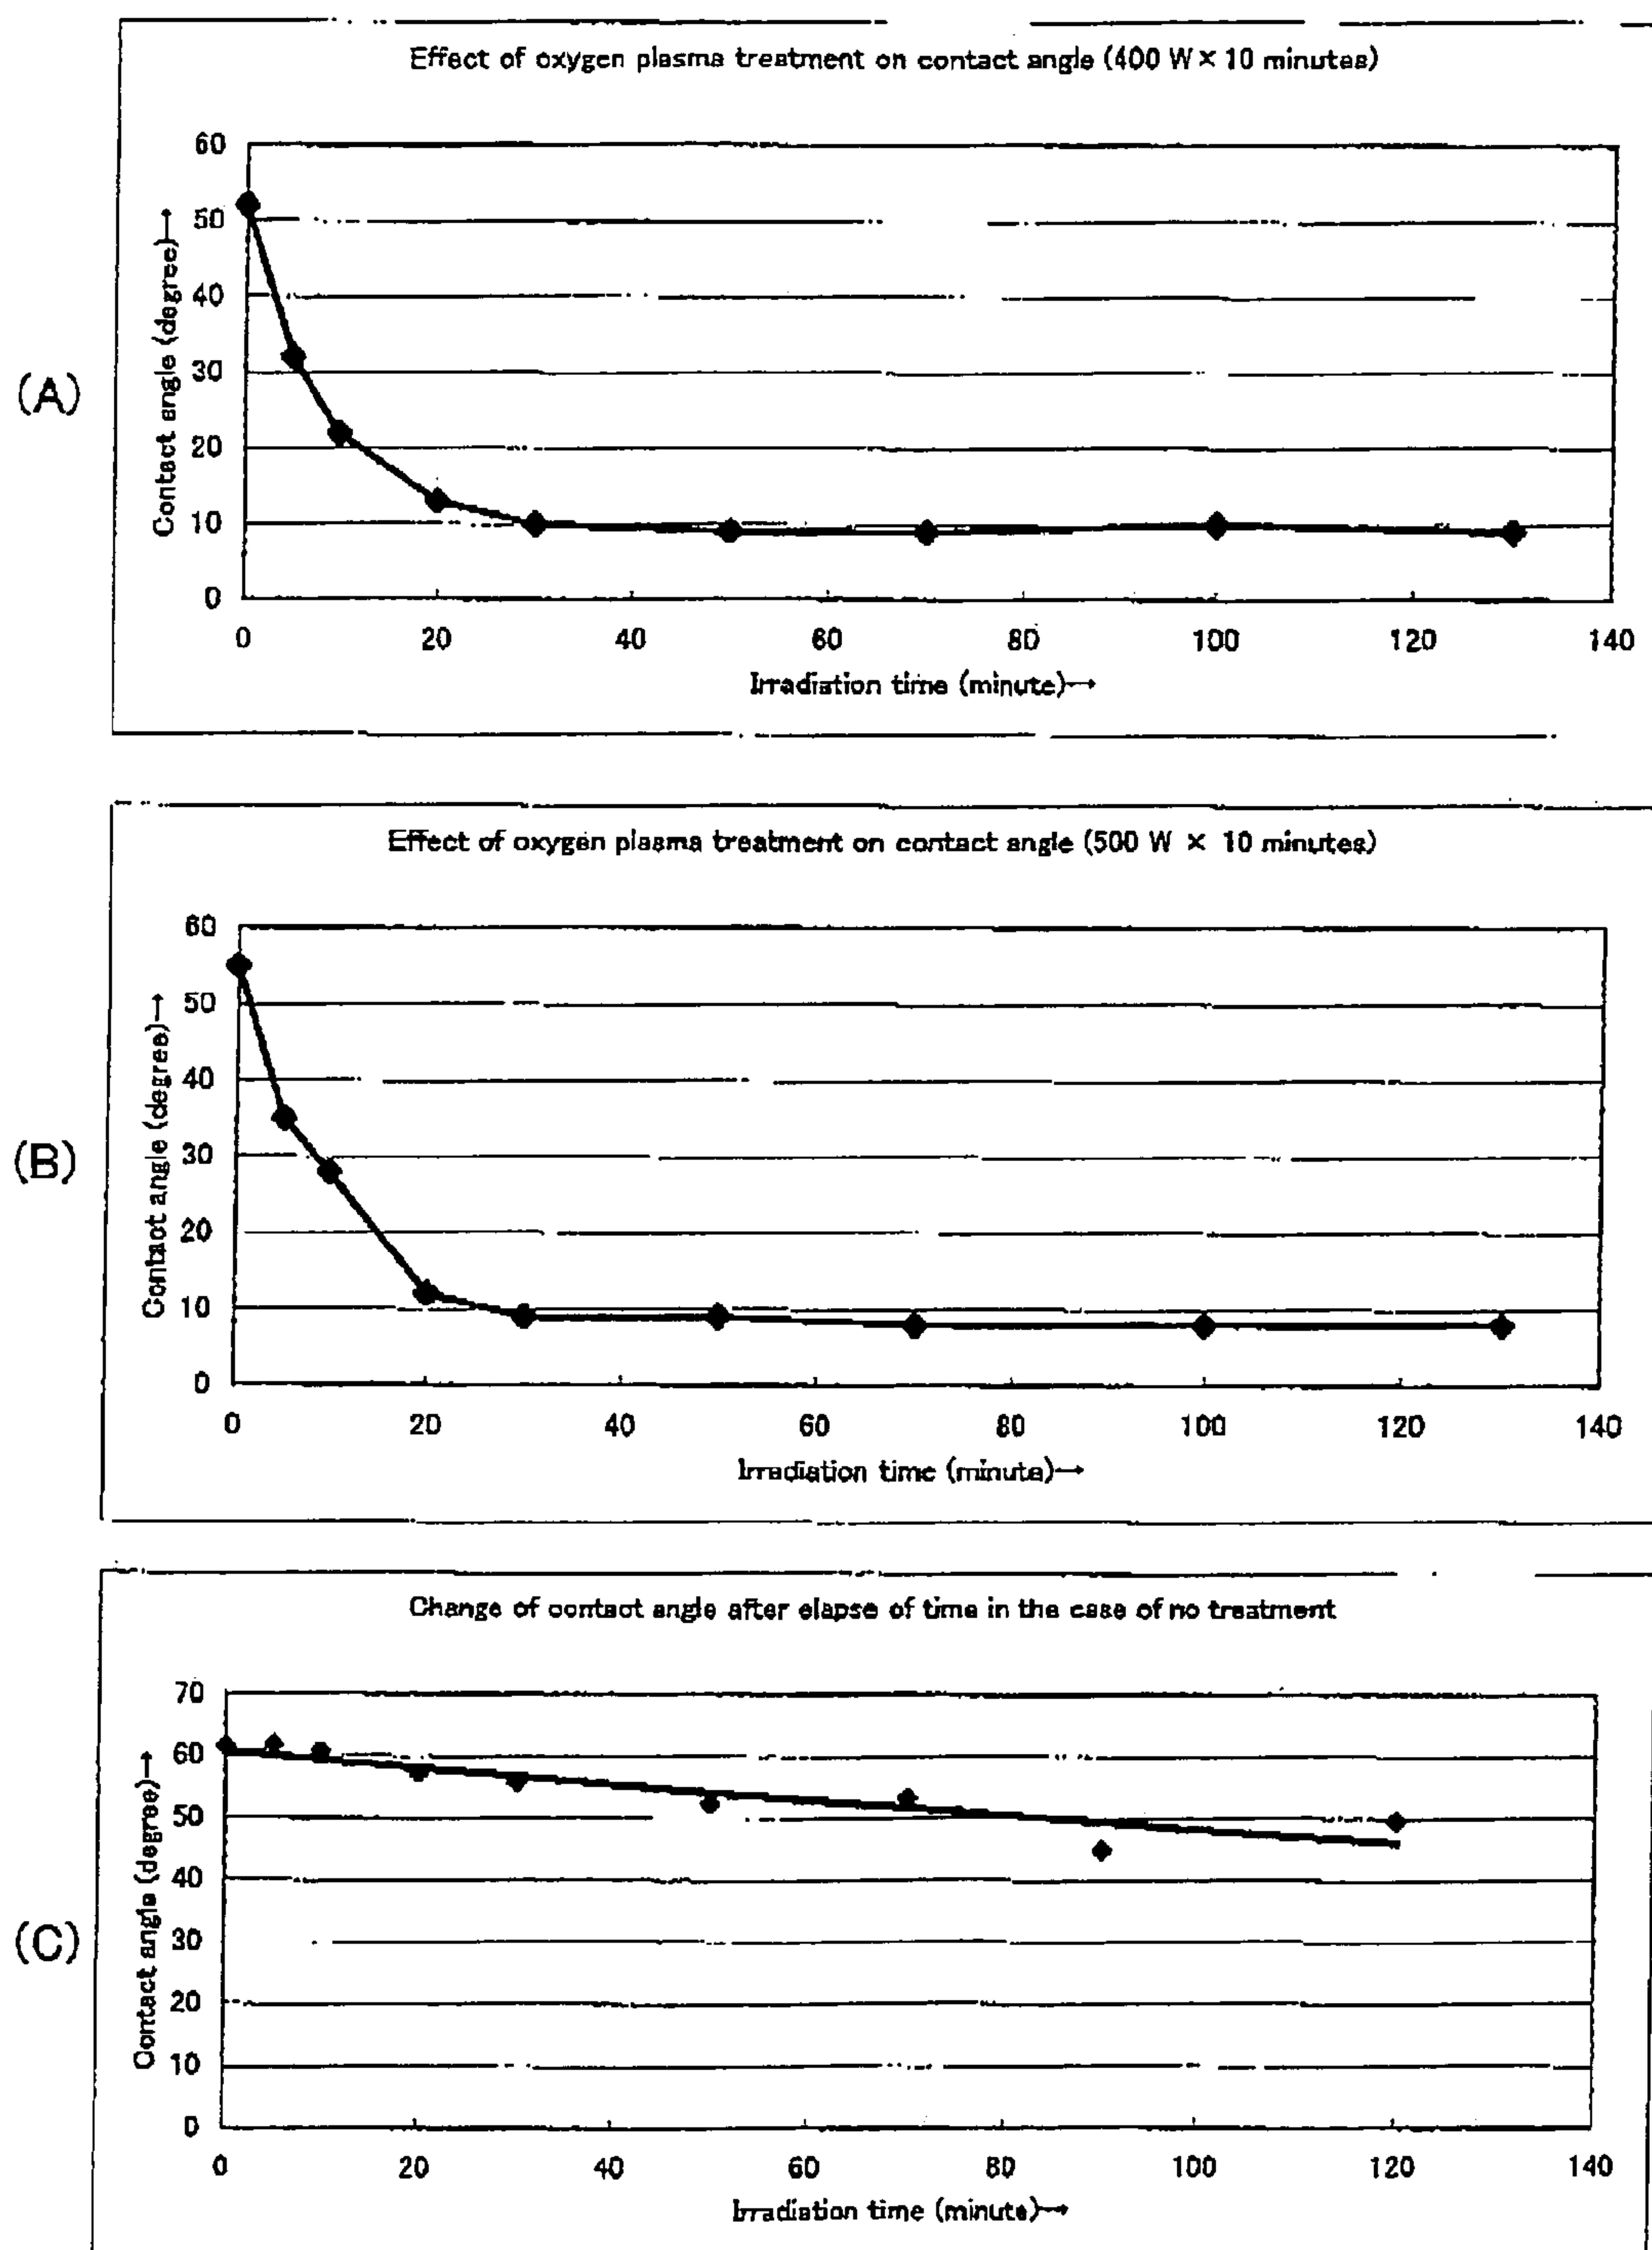 Effect of oxygen plasma treatment on contact angle (400 W × 10 minutes)
60
50
40
30
20
10
0
Contact angle (degree)→
(A)
0 20 40 60 80 100 120 140
Irradiation time (minute)→
Effect of oxygen plasma treatment on contact angle (500 W × 10 minutes)
60
50
40
30
20
10
0
Contact angle (degree)→
(B)
0 20 40 60 80 100 120 140
Irradiation time (minute)→
Change of contact angle after elapse of time in the case of no treatment
70
60
50
40
30
20
10
0
Contact angle (degree)→
(C)
0 20 40 60 80 100 120 140
Irradiation time (minute)→